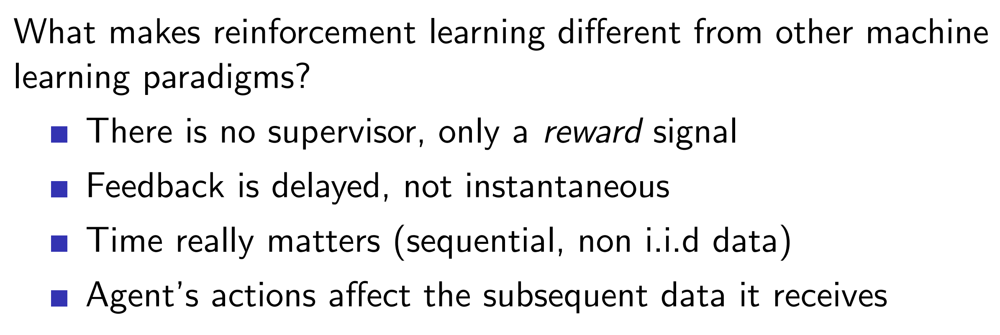 What makes reinforcement learning different from other machine
learning paradigms?
There is no supervisor, only a reward signal
Feedback is delayed, not instantaneous
Time really matters (sequential, non i.i.d data)
Agent’s actions affect the subsequent data it receives